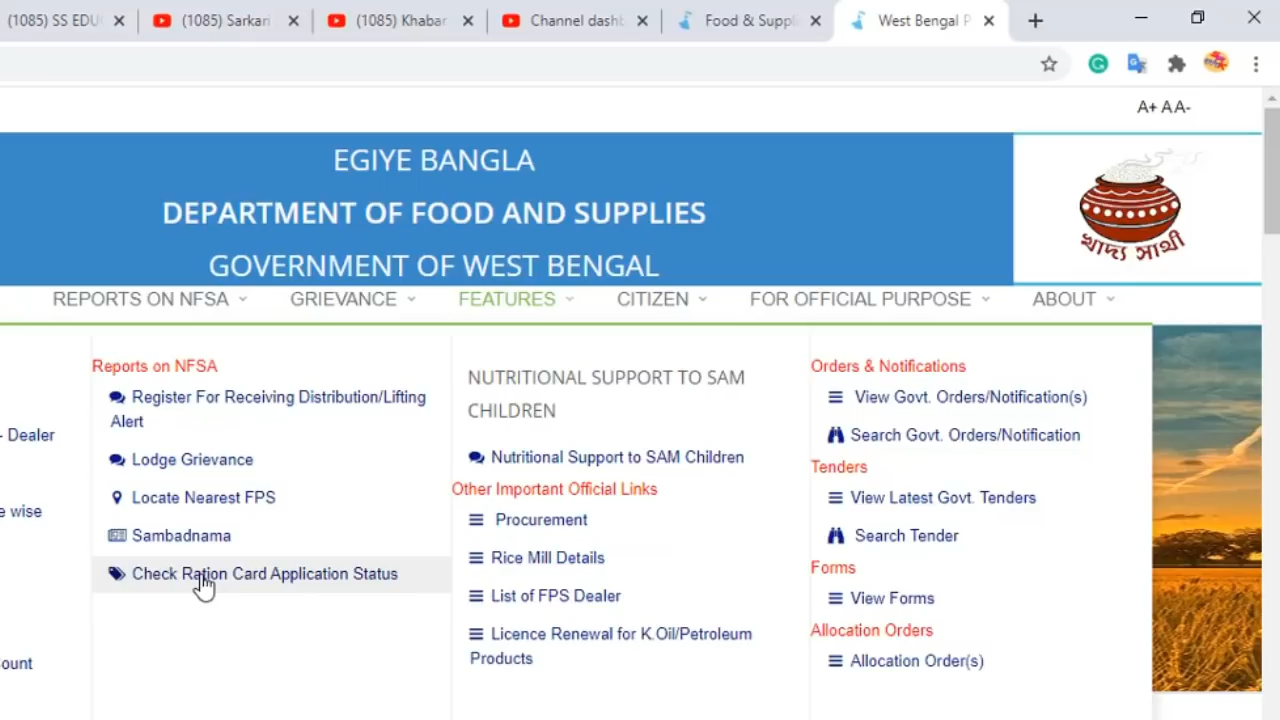 (1085) SS EDU
(1085) Sarkari
(1085) Khabar
Channel dashb
Food & Suppl
West Bengal P
A+ A A-
EGIYE BANGLA
DEPARTMENT OF FOOD AND SUPPLIES
GOVERNMENT OF WEST BENGAL
খাদ্য সাথী
REPORTS ON NFSA
GRIEVANCE
FEATURES
CITIZEN
FOR OFFICIAL PURPOSE
ABOUT
- Dealer
e wise
ount
Reports on NFSA
Register For Receiving Distribution/Lifting
Alert
Lodge Grievance
Locate Nearest FPS
Sambadnama
Check Ration Card Application Status
NUTRITIONAL SUPPORT TO SAM
CHILDREN
Nutritional Support to SAM Children
Other Important Official Links
Procurement
Rice Mill Details
List of FPS Dealer
Licence Renewal for K.Oil/Petroleum
Products
Orders & Notifications
View Govt. Orders/Notification(s)
Search Govt. Orders/Notification
Tenders
View Latest Govt. Tenders
Search Tender
Forms
View Forms
Allocation Orders
Allocation Order(s)